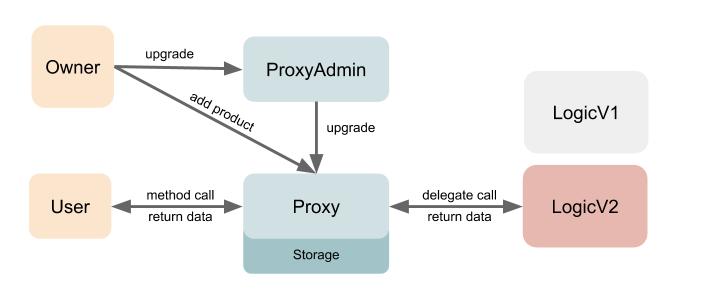 Owner
upgrade
ProxyAdmin
add product
upgrade
LogicV1
User
method call
return data
Proxy
delegate call
return data
LogicV2
Storage